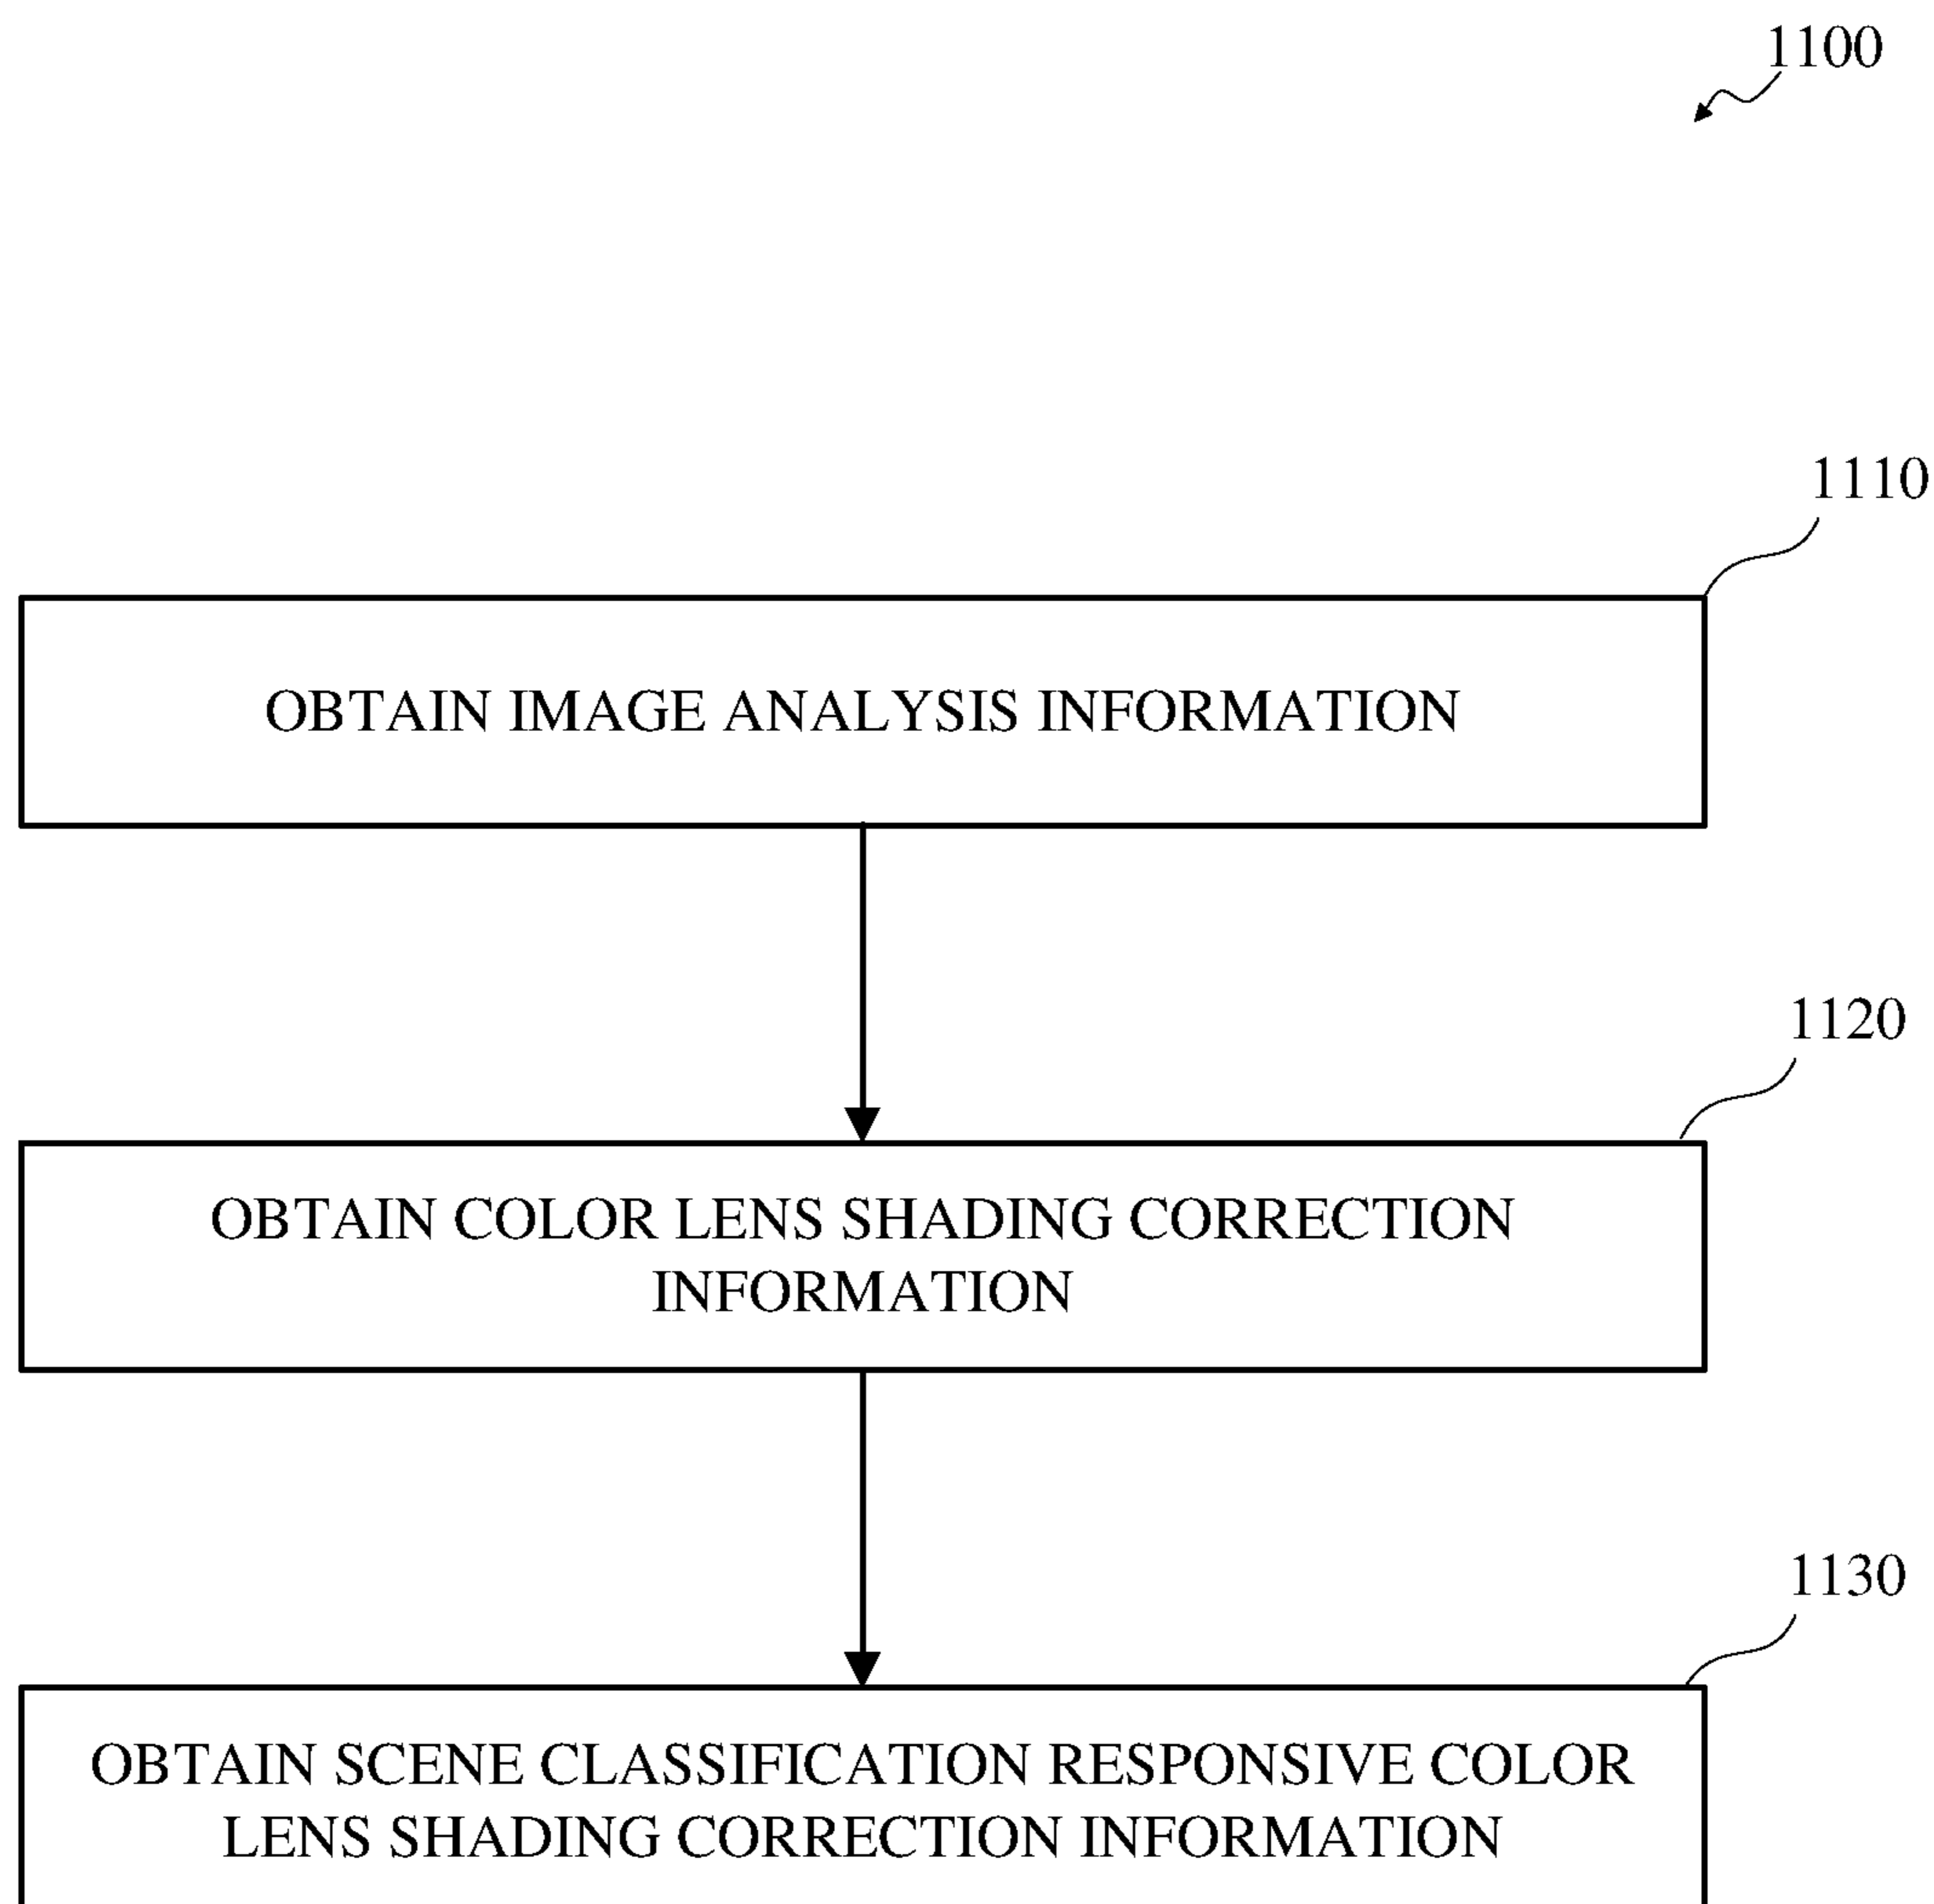 1100
1110
OBTAIN IMAGE ANALYSIS INFORMATION
1120
OBTAIN COLOR LENS SHADING CORRECTION
INFORMATION
1130
OBTAIN SCENE CLASSIFICATION RESPONSIVE COLOR
LENS SHADING CORRECTION INFORMATION